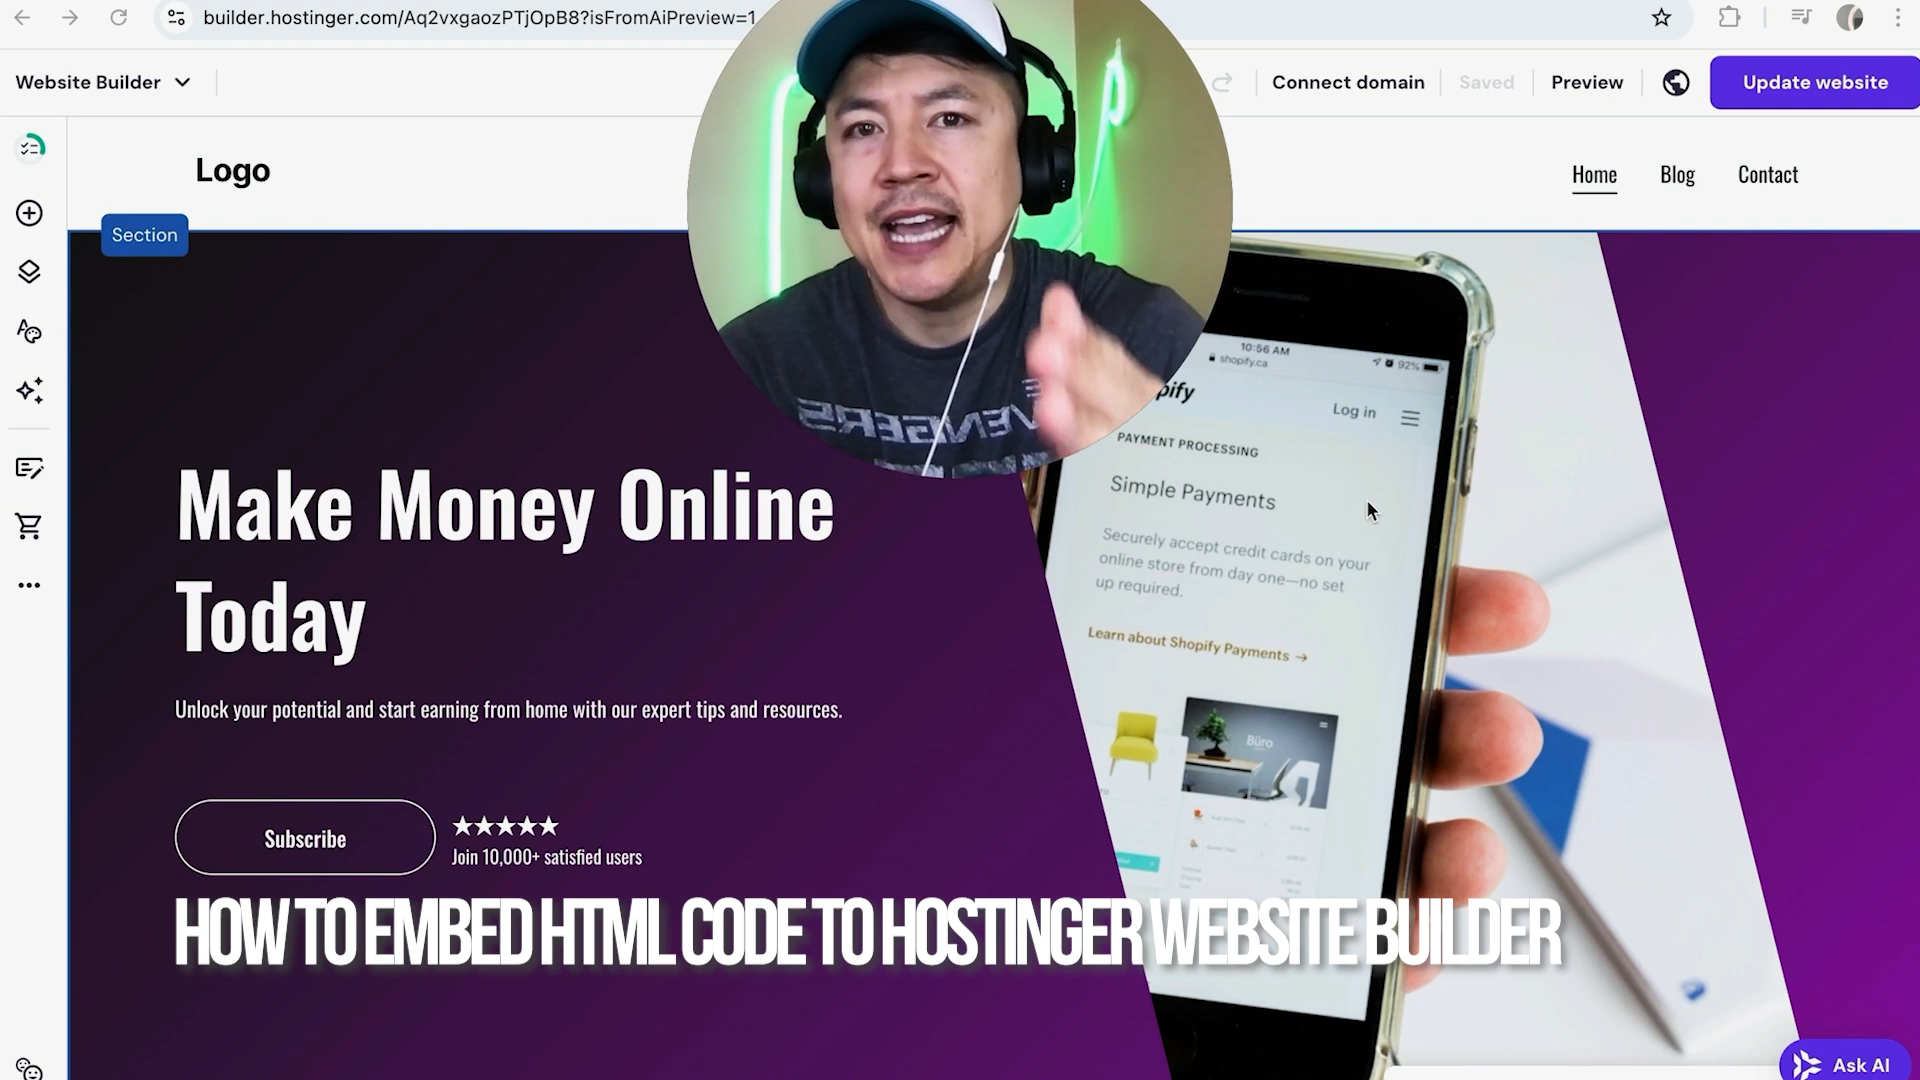 builder.hostinger.com/Aq2vxgaozPTjOpB8?isFromAiPreview=1
Website Builder
Connect domain
Saved
Preview
Update website
Logo
Home
Blog
Contact
Section
10:56 AM
92%
shopify.ca
pify
Log in
PAYMENT PROCESSING
Simple Payments
Securely accept credit cards on your
online store from day one—no set
up required.
Learn about Shopify Payments →
Büro
Make Money Online
Today
Unlock your potential and start earning from home with our expert tips and resources.
Subscribe
★★★★★
Join 10,000+ satisfied users
HOW TO EMBED HTML CODE TO HOSTINGER WEBSITE BUILDER
Ask AI